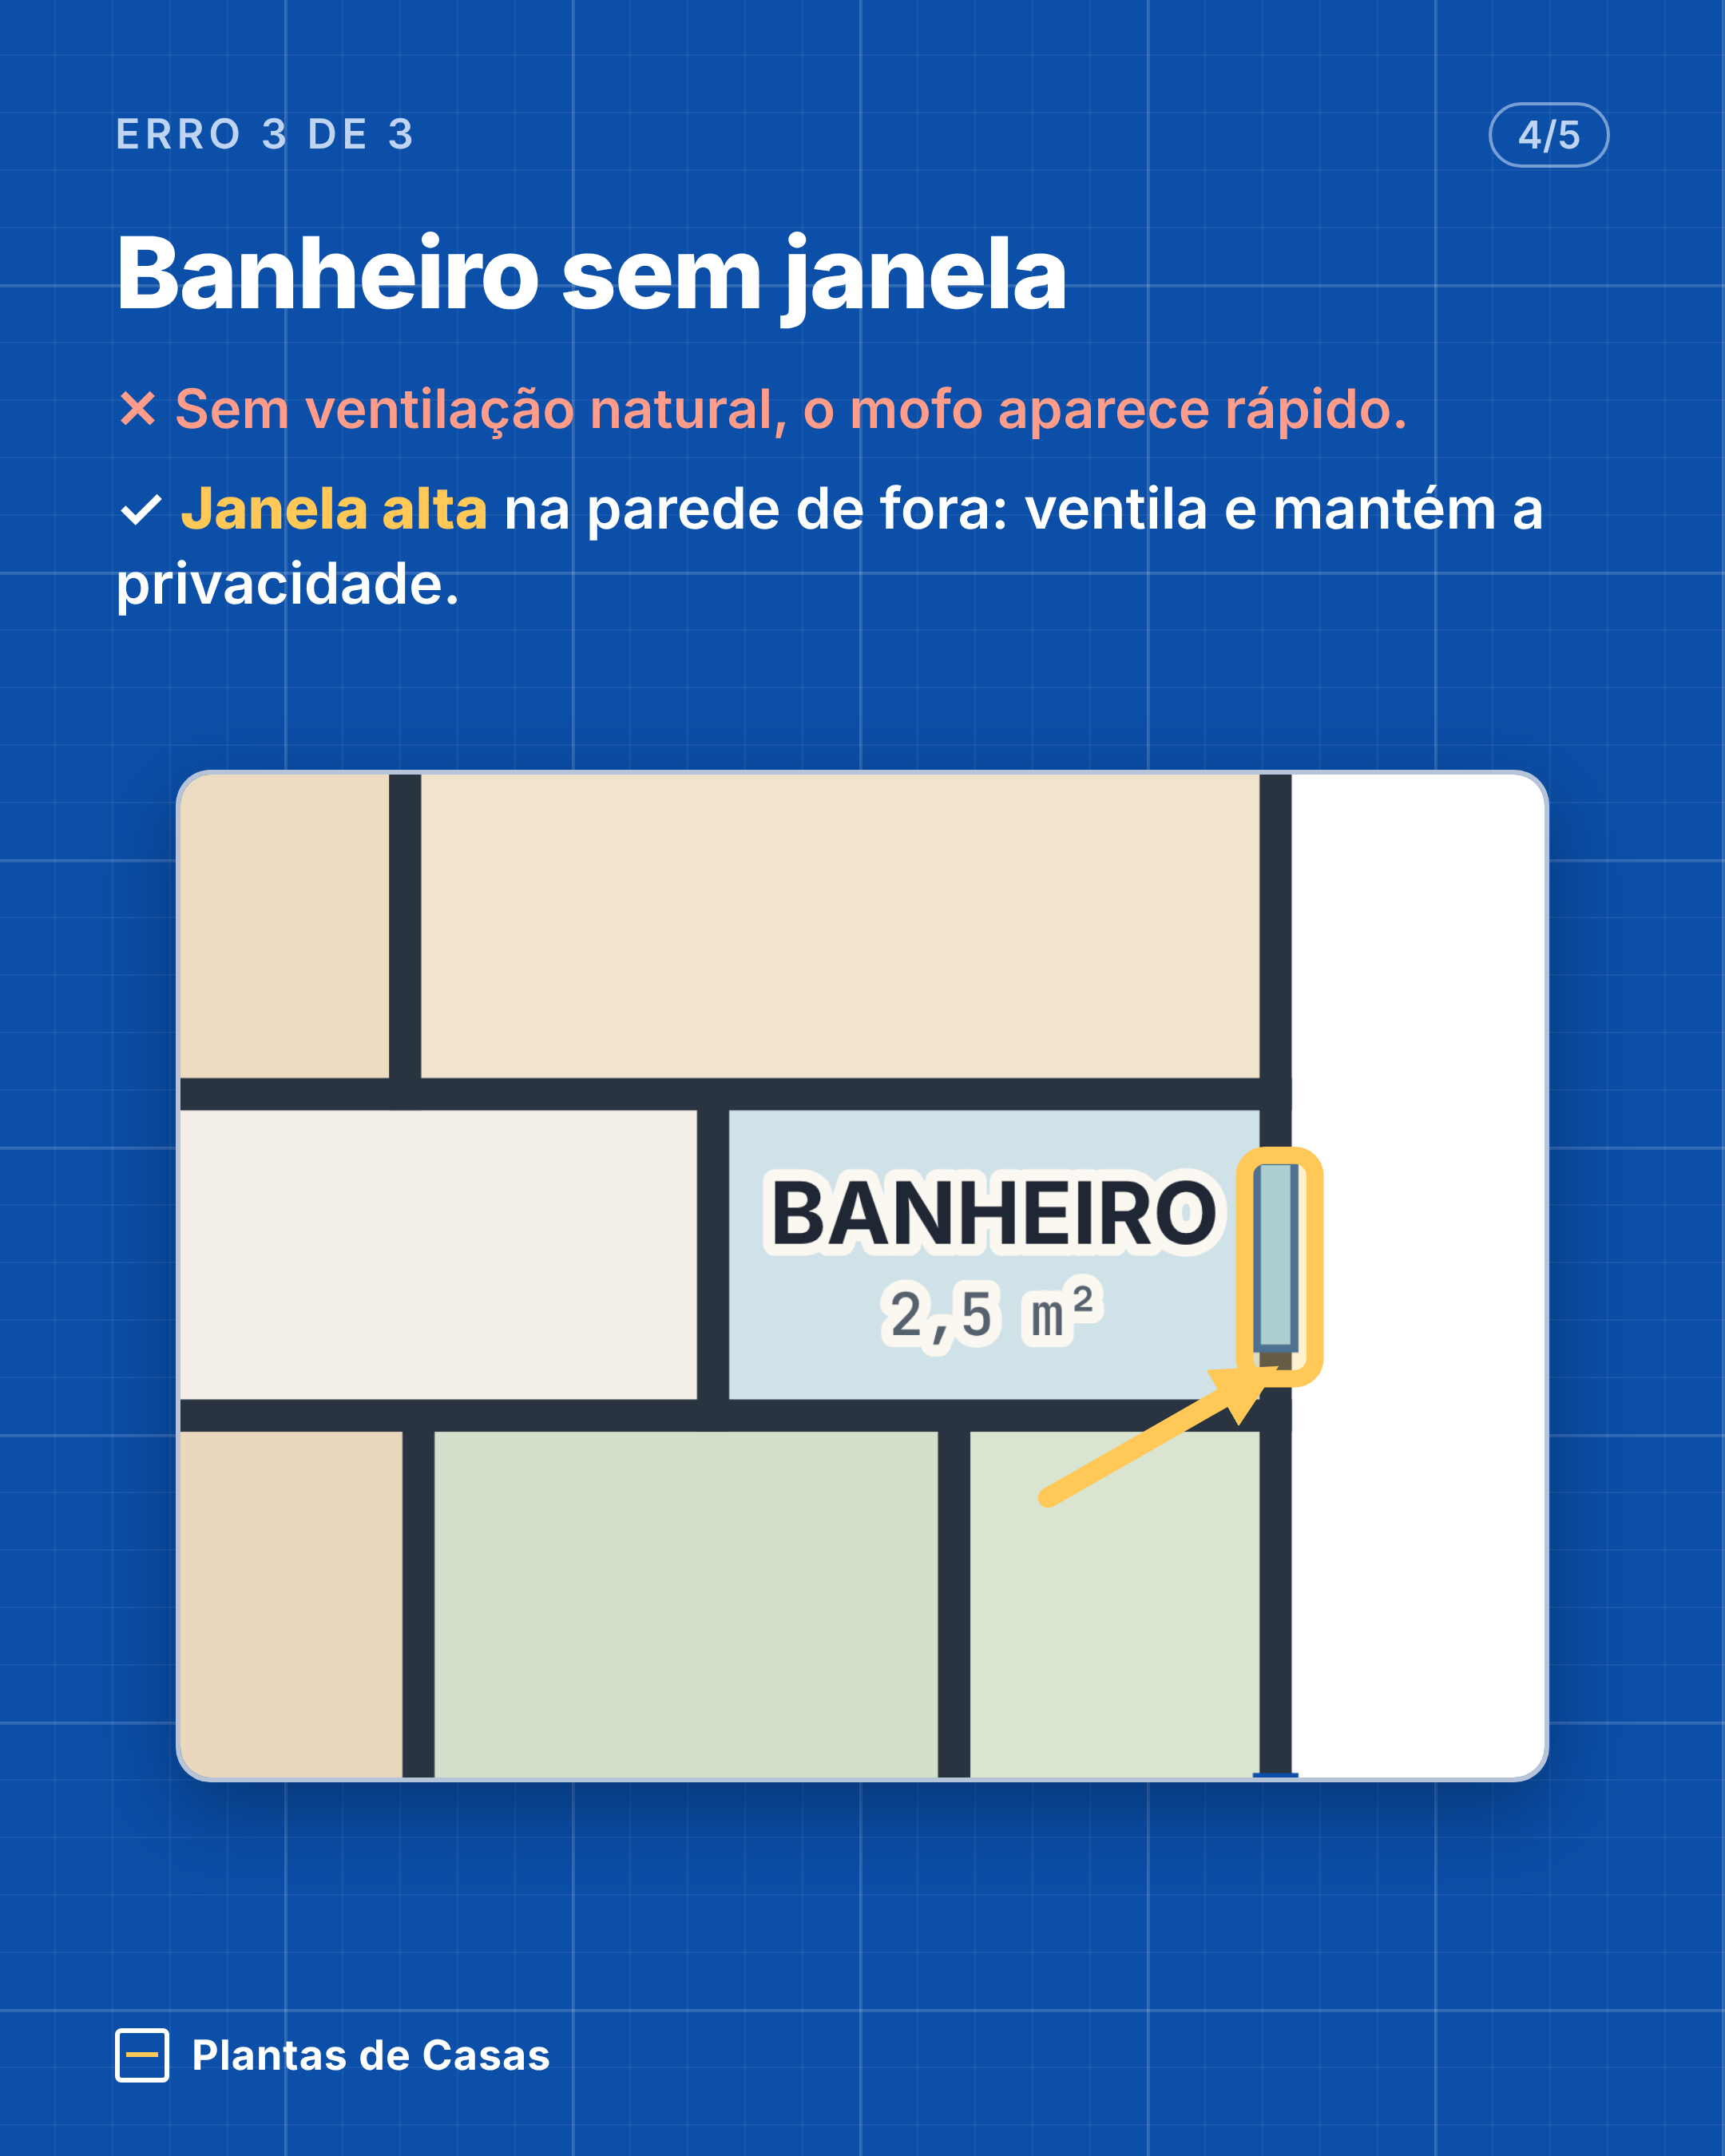 ERRO 3 DE 3
4/5
Banheiro sem janela
✕ Sem ventilação natural, o mofo aparece rápido.
✓ Janela alta na parede de fora: ventila e mantém a
privacidade.
BANHEIRO
2,5 m²
Plantas de Casas